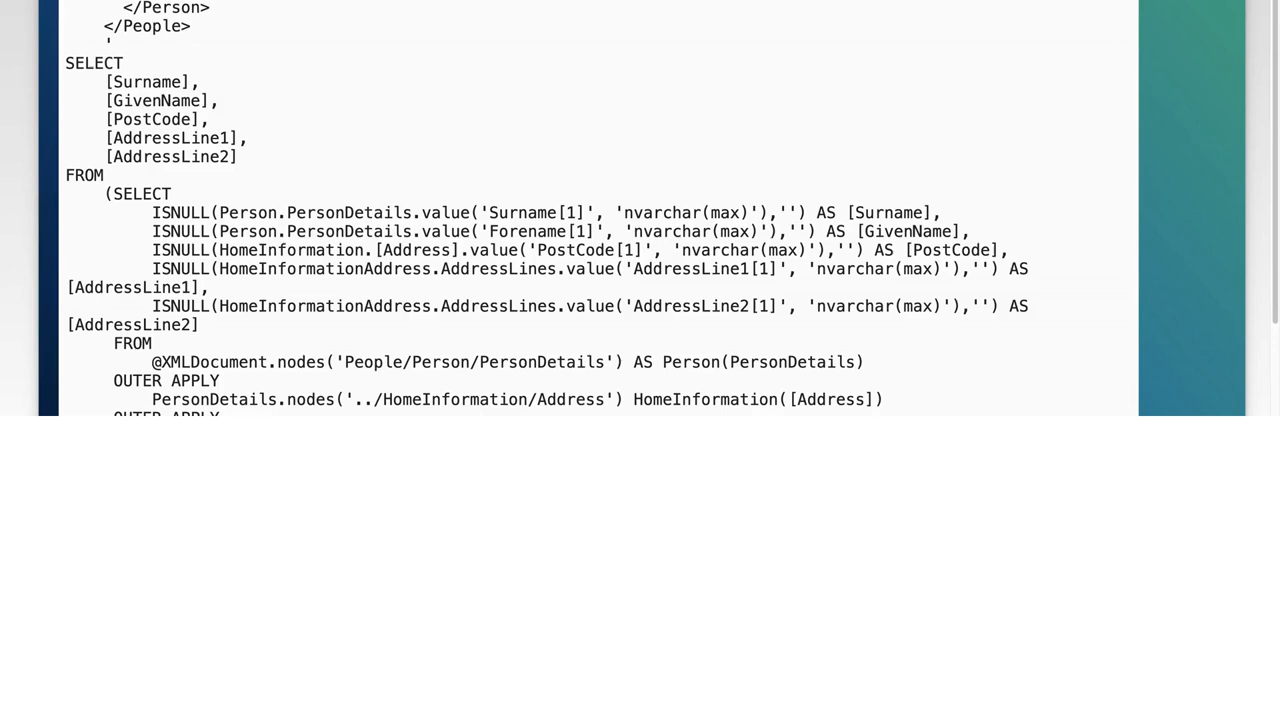 </Person>
</People>
'
SELECT
[Surname],
[GivenName],
[PostCode],
[AddressLine1],
[AddressLine2]
FROM
(SELECT
ISNULL(Person.PersonDetails.value('Surname[1]', 'nvarchar(max)'),'') AS [Surname],
ISNULL(Person.PersonDetails.value('Forename[1]', 'nvarchar(max)'),'') AS [GivenName],
ISNULL(HomeInformation.[Address].value('PostCode[1]', 'nvarchar(max)'),'') AS [PostCode],
ISNULL(HomeInformationAddress.AddressLines.value('AddressLine1[1]', 'nvarchar(max)'),'') AS
[AddressLine1],
ISNULL(HomeInformationAddress.AddressLines.value('AddressLine2[1]', 'nvarchar(max)'),'') AS
[AddressLine2]
FROM
@XMLDocument.nodes('People/Person/PersonDetails') AS Person(PersonDetails)
OUTER APPLY
PersonDetails.nodes('../HomeInformation/Address') HomeInformation([Address])
OUTER APPLY